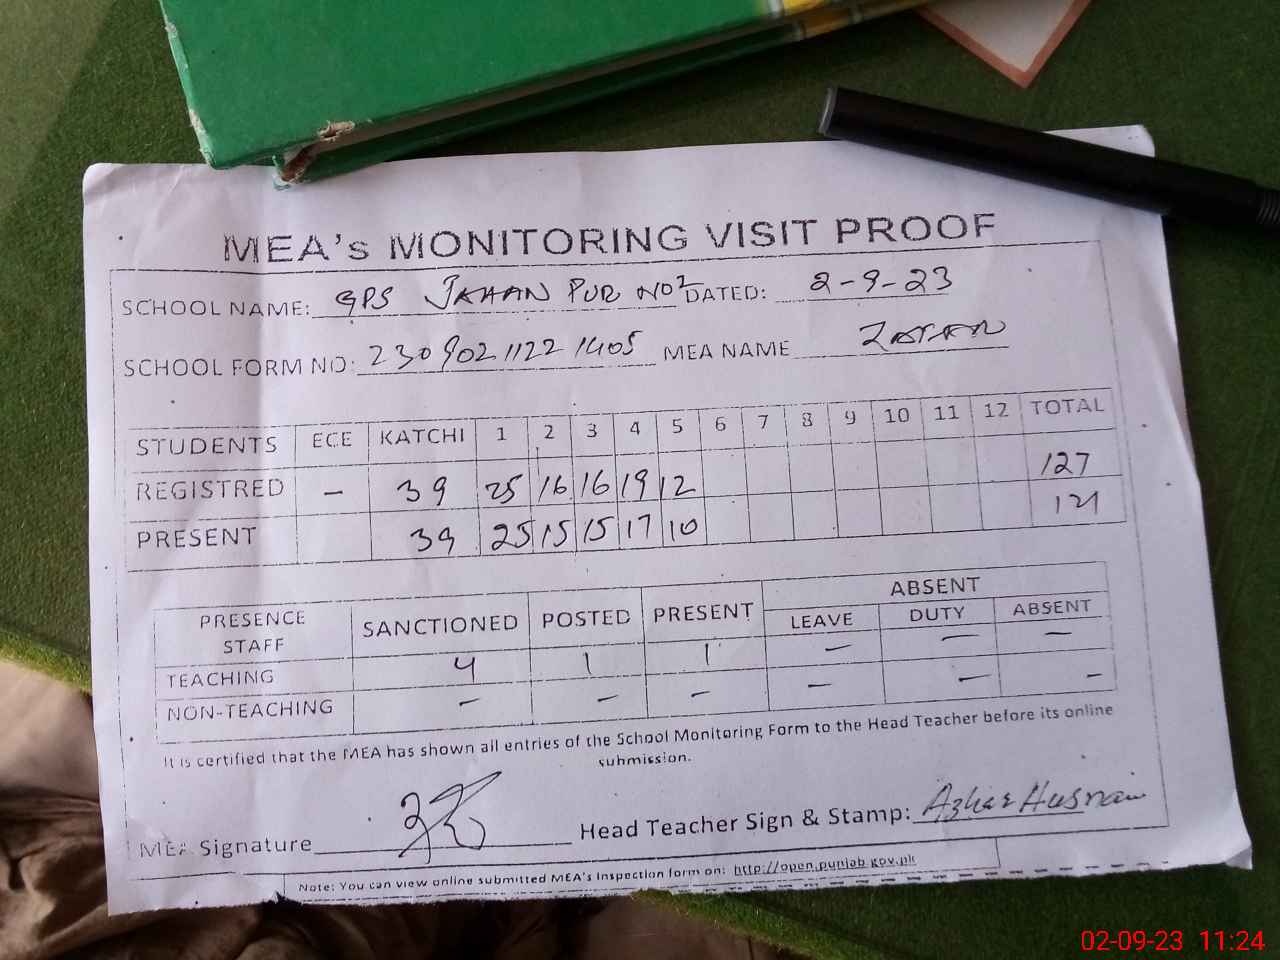 MEA's MONITORING VISIT PROOF
SCHOOL NAME: GPS JKHAN PUR NO2 DATED: 2-9-23
SCHOOL FORM NO: 2309021122 1405 MEA NAME
STUDENTS ECE KATCHI 1 2 3 4 5 6 7 8 9 10 11 12 TOTAL
REGISTRED - 39 25 16 16 19 12 127
PRESENT 39 25 15 15 17 10 121
PRESENCE STAFF SANCTIONED POSTED PRESENT ABSENT
LEAVE DUTY ABSENT
TEACHING 4 1 1 - - -
NON-TEACHING - - - - - -
It is certified that the MEA has shown all entries of the School Monitoring Form to the Head Teacher before its online
submission.
MEA Signature Head Teacher Sign & Stamp: Azhar Husnain
Note: You can view online submitted MEA's Inspection form on: http://open.punjab.gov.pk
02-09-23 11:24